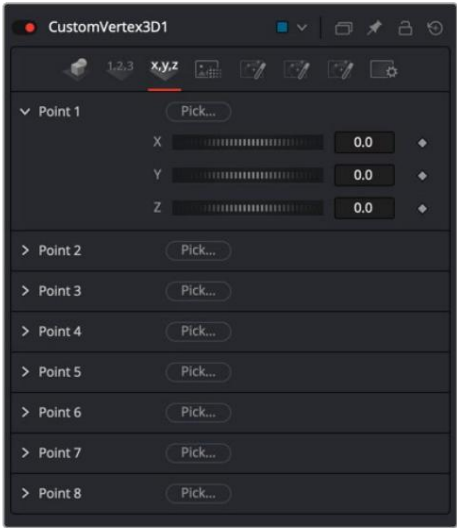 CustomVertex3D1
1,2,3 x,y,z
Point 1 Pick...
X 0.0
Y 0.0
Z 0.0
Point 2 Pick...
Point 3 Pick...
Point 4 Pick...
Point 5 Pick...
Point 6 Pick...
Point 7 Pick...
Point 8 Pick...